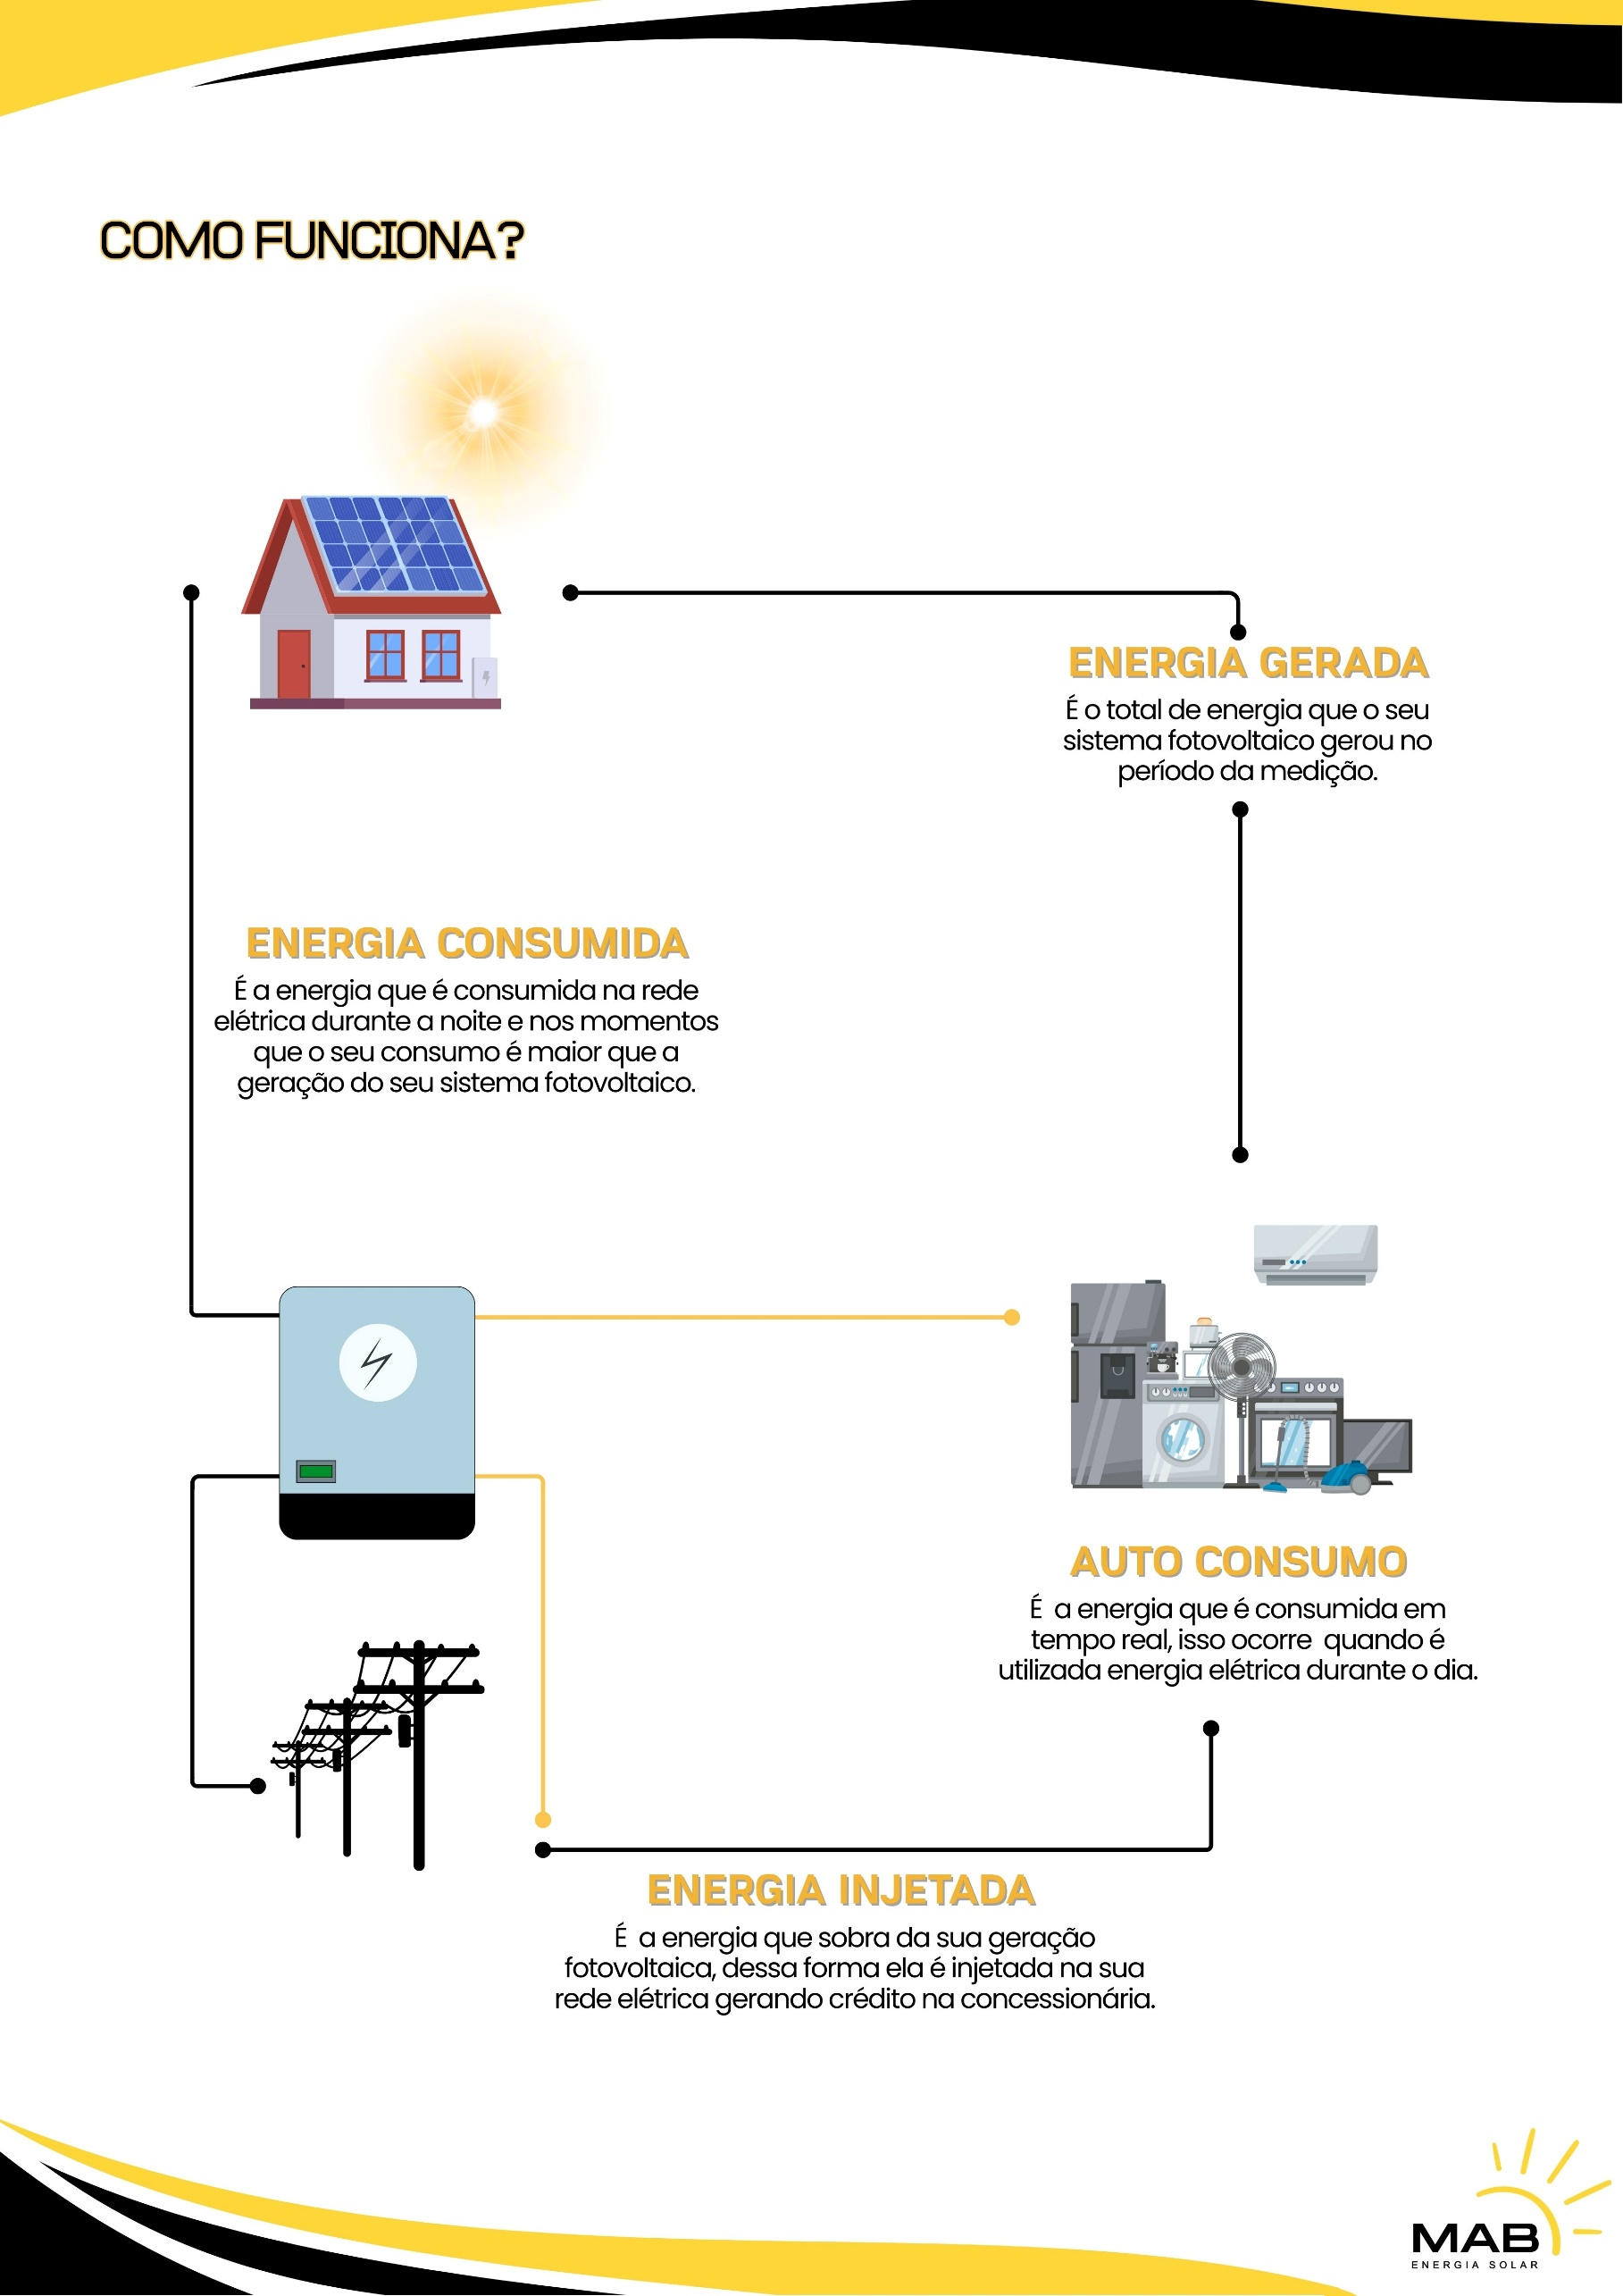 COMO FUNCIONA?
ENERGIA GERADA
É o total de energia que o seu
sistema fotovoltaico gerou no
período da medição.
ENERGIA CONSUMIDA
É a energia que é consumida na rede
elétrica durante a noite e nos momentos
que o seu consumo é maior que a
geração do seu sistema fotovoltaico.
AUTO CONSUMO
É a energia que é consumida em
tempo real, isso ocorre quando é
utilizada energia elétrica durante o dia.
ENERGIA INJETADA
É a energia que sobra da sua geração
fotovoltaica, dessa forma ela é injetada na sua
rede elétrica gerando crédito na concessionária.
MAB
ENERGIA SOLAR